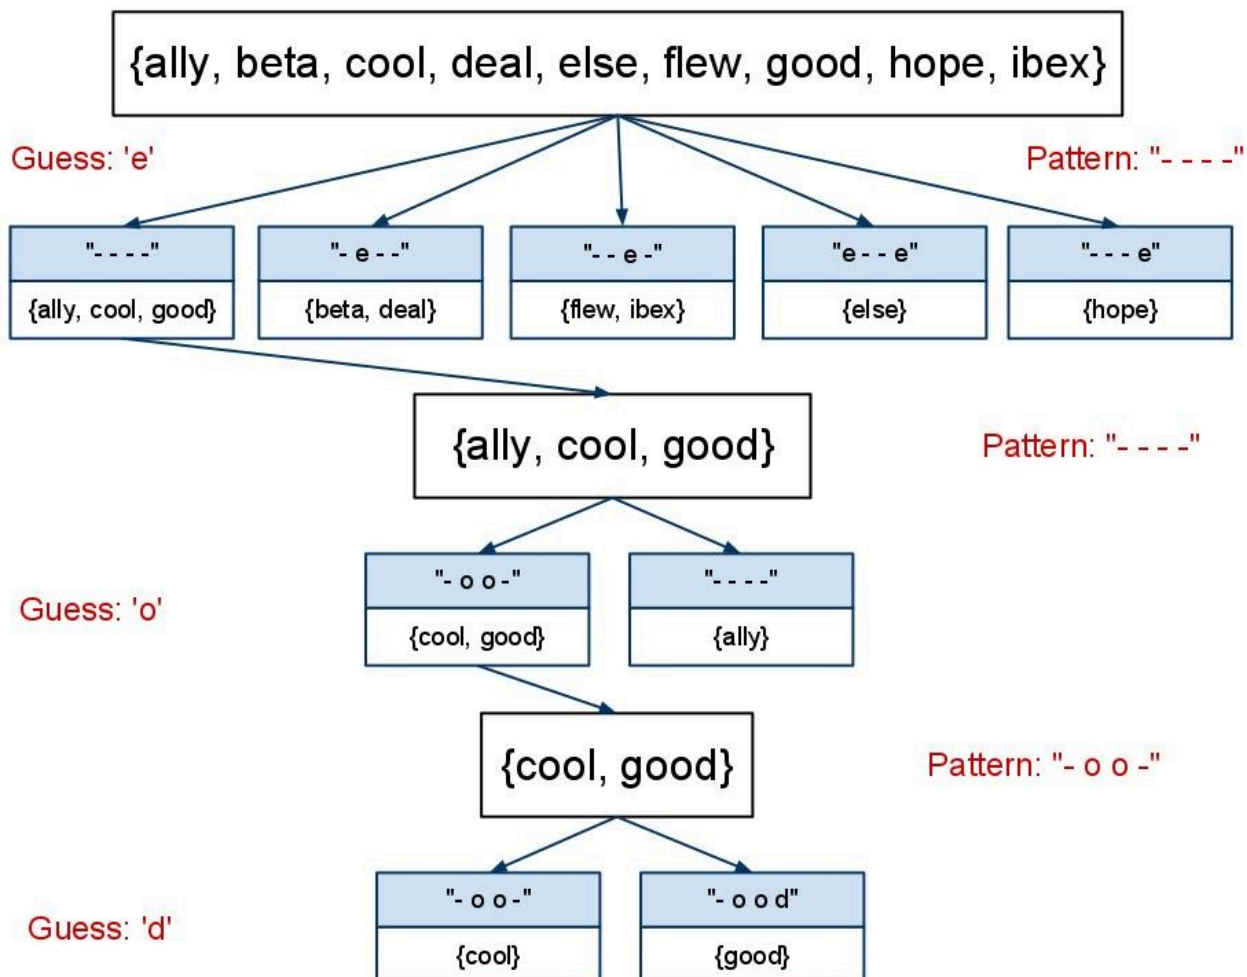 {ally, beta, cool, deal, else, flew, good, hope, ibex}
Guess: 'e'
Pattern: "- - - -"
"- - - -"
"- e - -"
"- - e -"
"e - - e"
"- - - e"
{ally, cool, good}
{beta, deal}
{flew, ibex}
{else}
{hope}
{ally, cool, good}
Pattern: "- - - -"
Guess: 'o'
"- o o -"
"- - - -"
{cool, good}
{ally}
{cool, good}
Pattern: "- o o -"
Guess: 'd'
"- o o -"
"- o o d"
{cool}
{good}